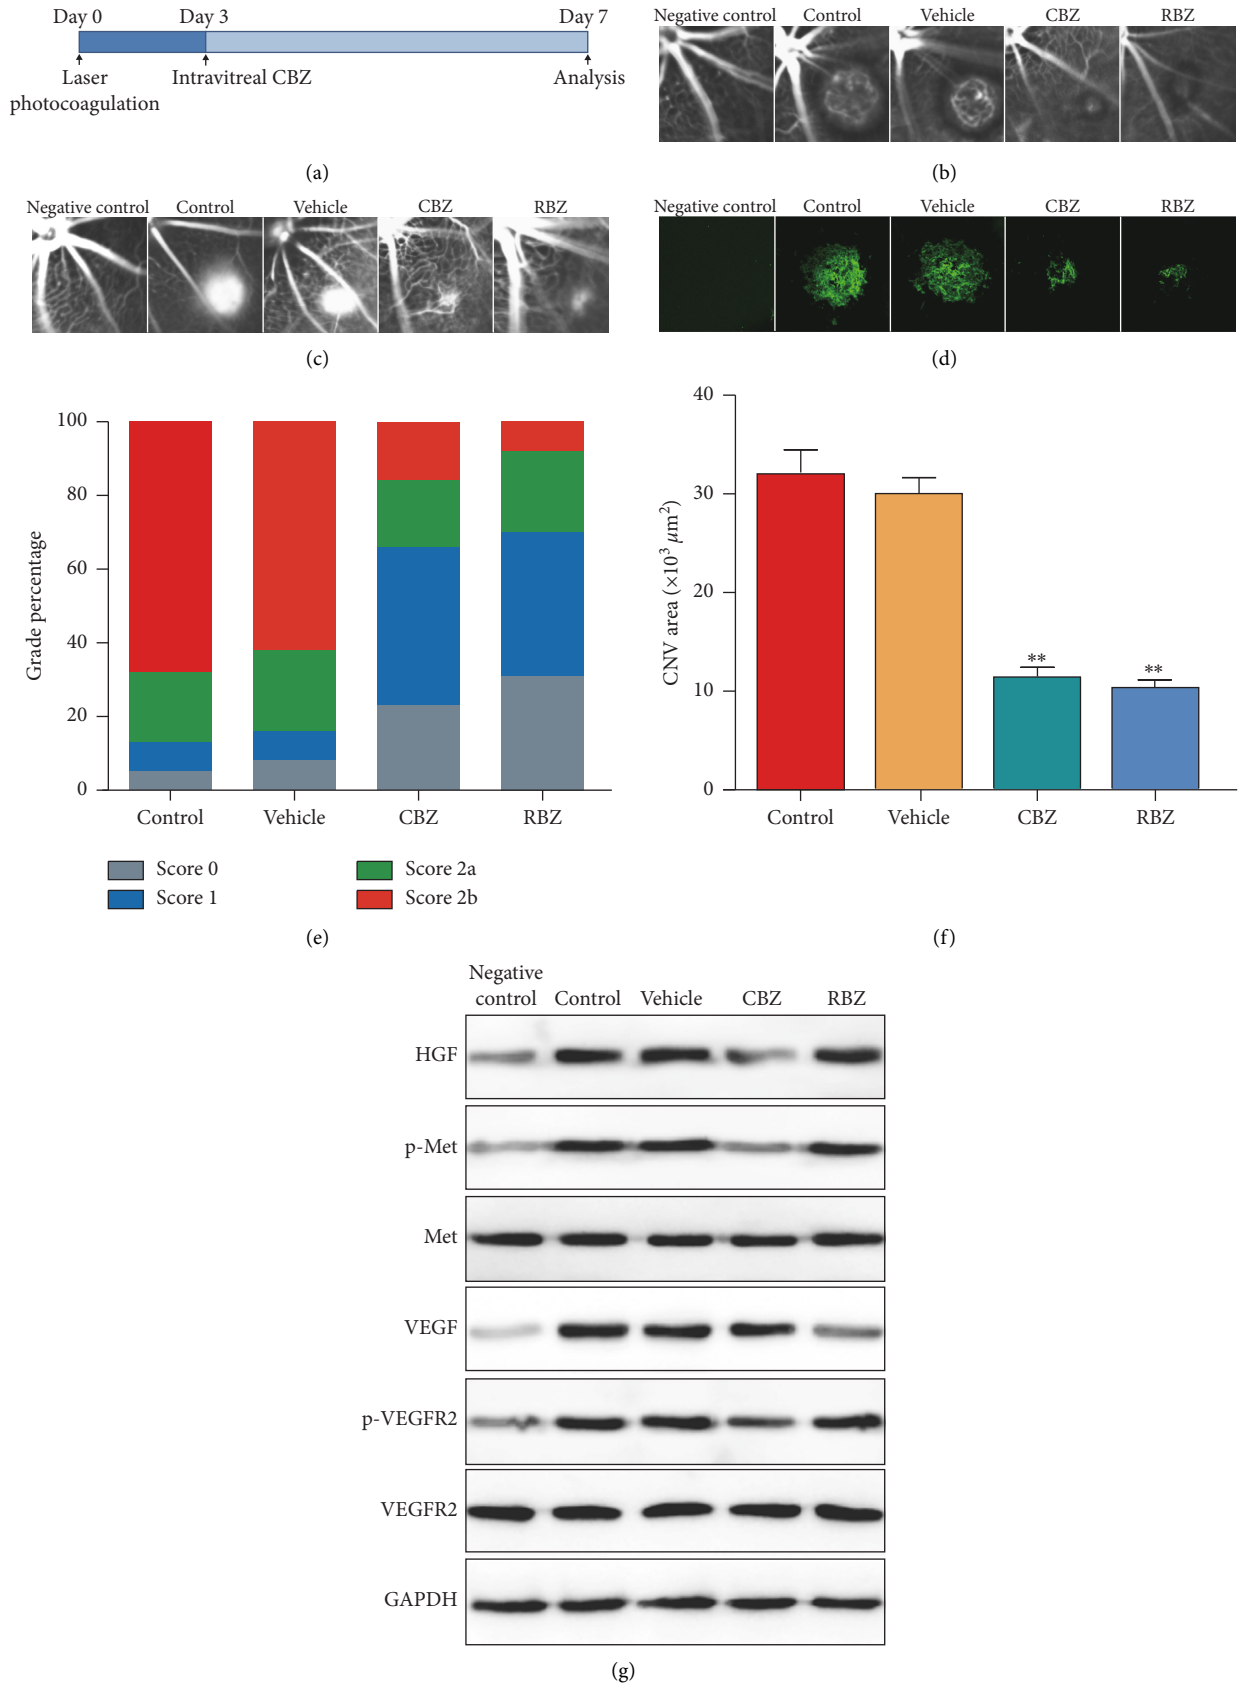 Day 0 Day 3 Day 7
Laser
photocoagulation
Intravitreal CBZ
Analysis
(a)
Negative control Control Vehicle CBZ RBZ
(b)
Negative control Control Vehicle CBZ RBZ
(c)
Negative control Control Vehicle CBZ RBZ
(d)
Grade percentage
100
80
60
40
20
0
Control Vehicle CBZ RBZ
Score 0
Score 1
Score 2a
Score 2b
(e)
CNV area (×10³ μm²)
40
30
20
10
0
**
**
Control Vehicle CBZ RBZ
(f)
Negative
control Control Vehicle CBZ RBZ
HGF
p-Met
Met
VEGF
p-VEGFR2
VEGFR2
GAPDH
(g)